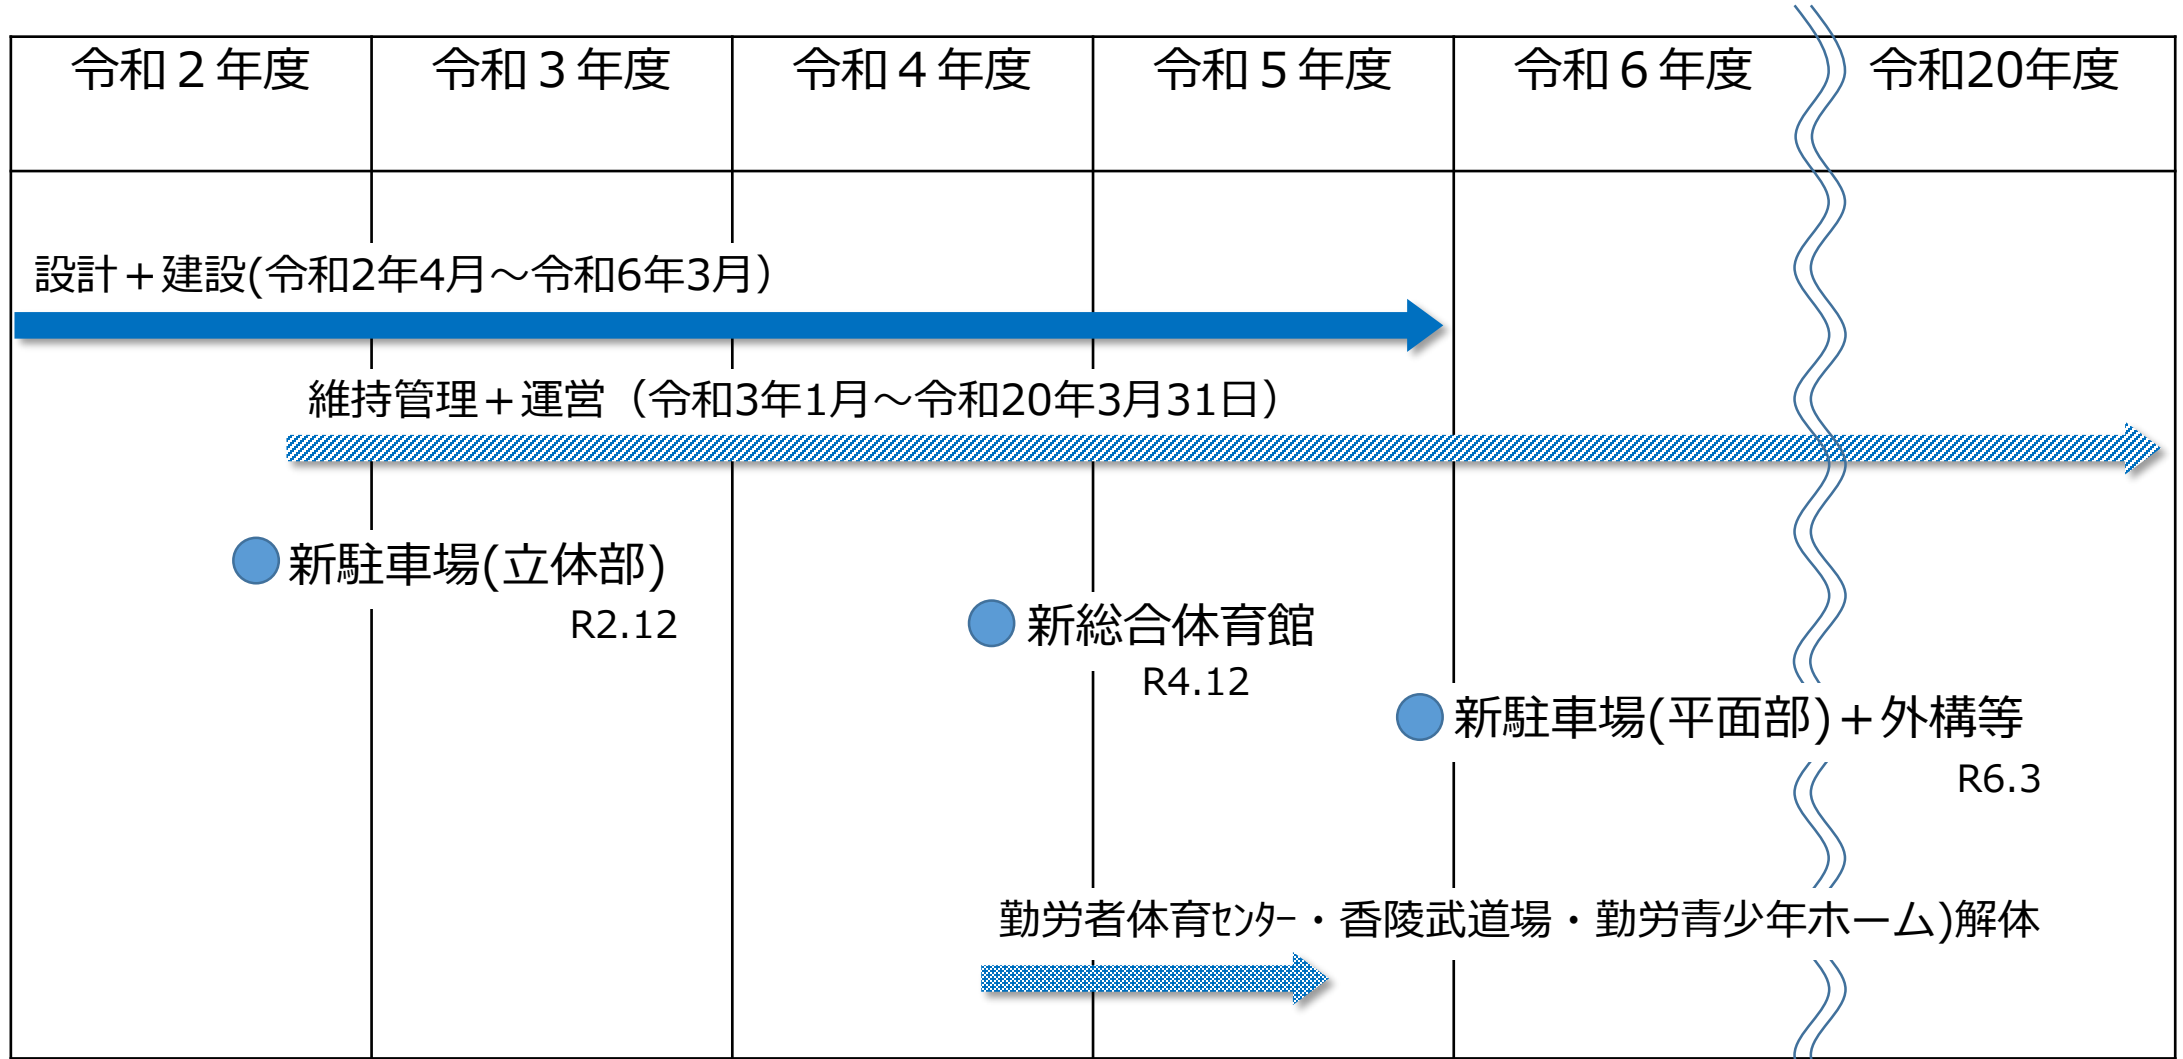 令和２年度
令和３年度
令和４年度
令和５年度
令和６年度
令和20年度
設計＋建設(令和2年4月～令和6年3月）
維持管理＋運営（令和3年1月～令和20年3月31日）
新駐車場(立体部)
R2.12
新総合体育館
R4.12
新駐車場(平面部)＋外構等
R6.3
勤労者体育ｾﾝﾀｰ・香陵武道場・勤労青少年ホーム)解体